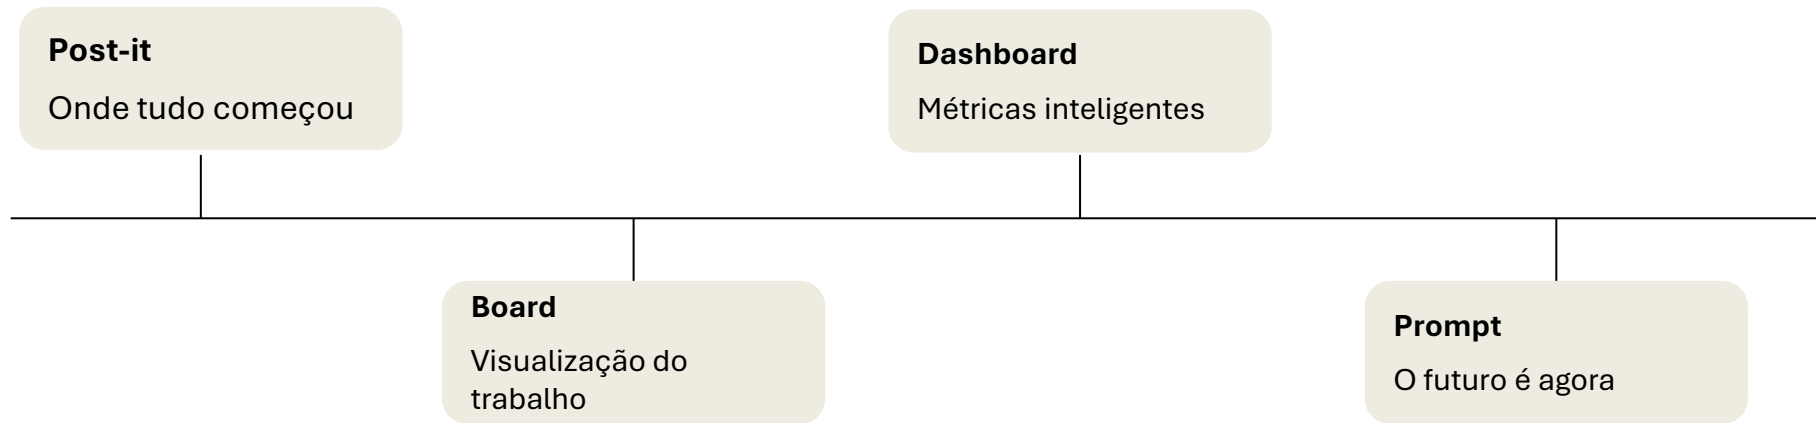 Post-it
Onde tudo começou
Dashboard
Métricas inteligentes
Board
Visualização do
trabalho
Prompt
O futuro é agora